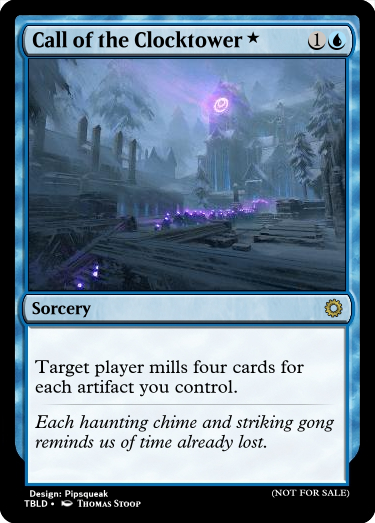 Call of the Clocktower ★ 1
Sorcery
Target player mills four cards for
each artifact you control.
Each haunting chime and striking gong
reminds us of time already lost.
Design: Pipsqueak (NOT FOR SALE)
TBLD • Thomas Stoop